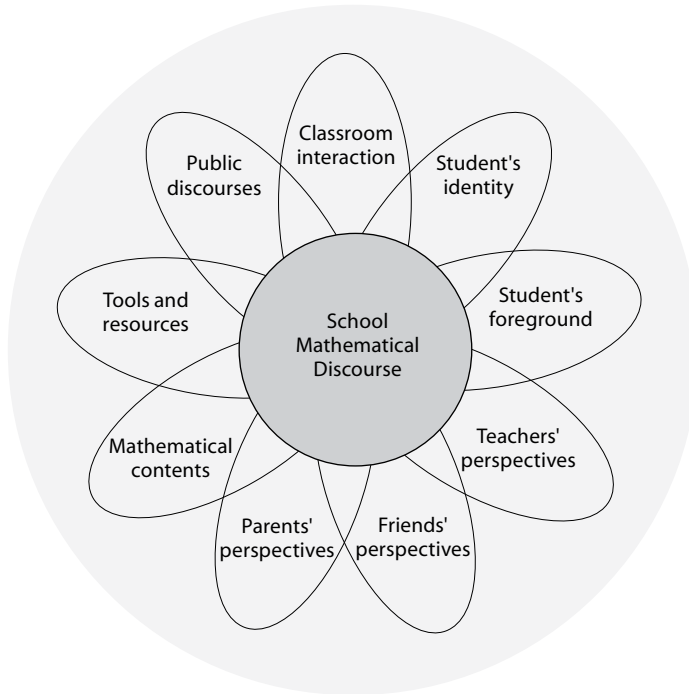 Classroom
interaction
Student's
identity
Student's
foreground
Teachers'
perspectives
Friends'
perspectives
Parents'
perspectives
Mathematical
contents
Tools and
resources
Public
discourses
School
Mathematical
Discourse